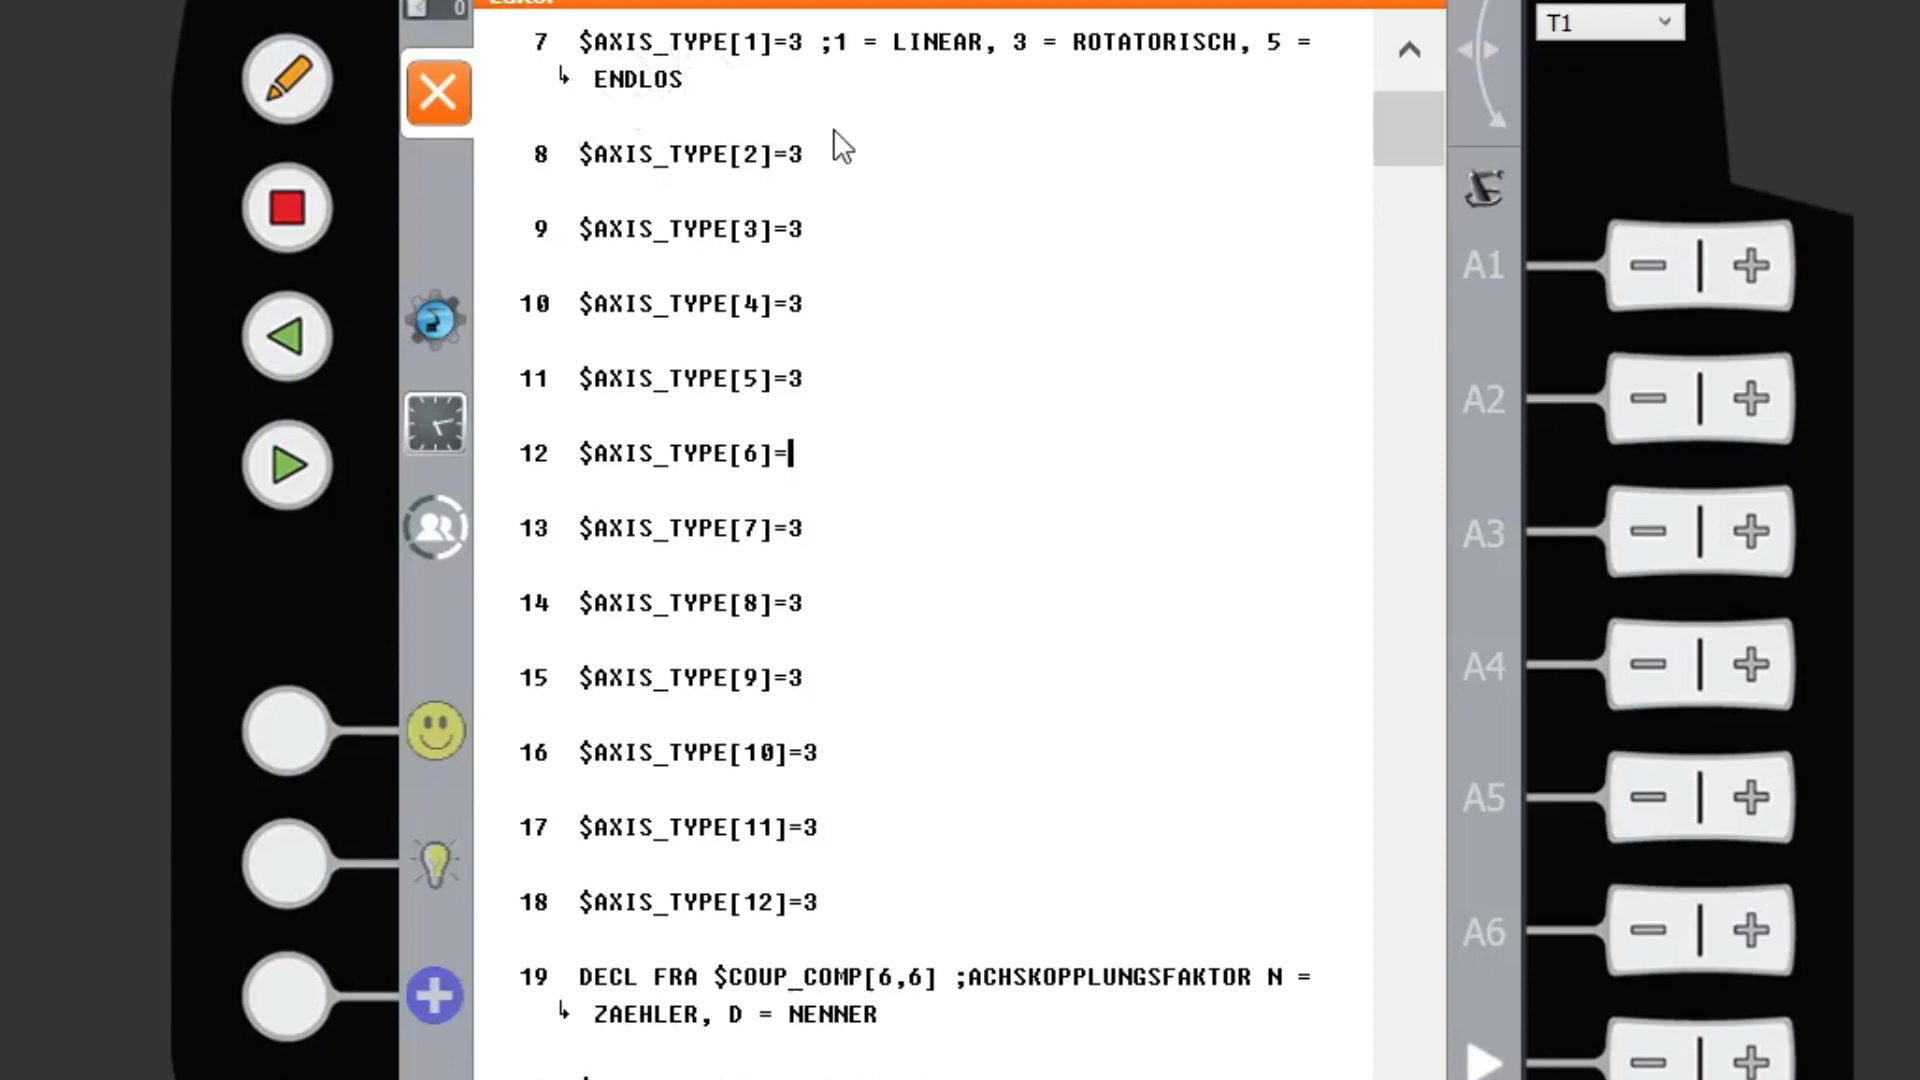 0
T1
7 $AXIS_TYPE[1]=3 ;1 = LINEAR, 3 = ROTATORISCH, 5 =
↳ ENDLOS
8 $AXIS_TYPE[2]=3
9 $AXIS_TYPE[3]=3
10 $AXIS_TYPE[4]=3
11 $AXIS_TYPE[5]=3
12 $AXIS_TYPE[6]=
13 $AXIS_TYPE[7]=3
14 $AXIS_TYPE[8]=3
15 $AXIS_TYPE[9]=3
16 $AXIS_TYPE[10]=3
17 $AXIS_TYPE[11]=3
18 $AXIS_TYPE[12]=3
19 DECL FRA $COUP_COMP[6,6] ;ACHSKOPPLUNGSFAKTOR N =
↳ ZAEHLER, D = NENNER
A1
A2
A3
A4
A5
A6